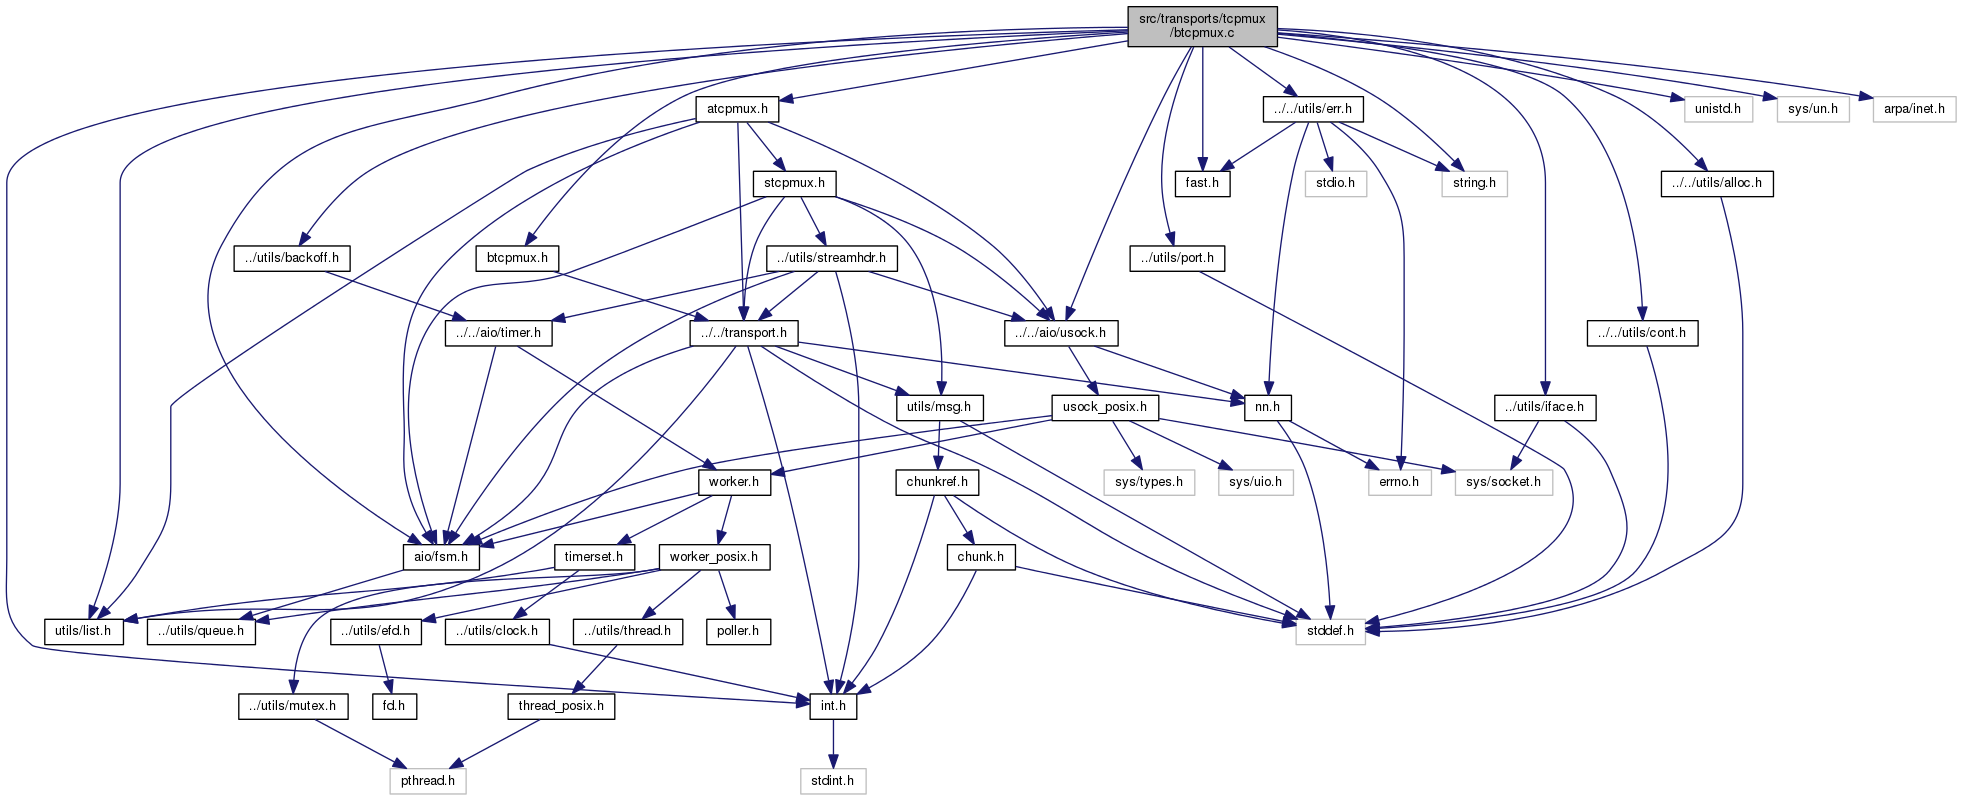 src/transports/tcpmux
/btcpmux.c
atcpmux.h
../../utils/err.h
unistd.h
sys/un.h
arpa/inet.h
stcpmux.h
fast.h
stdio.h
string.h
../../utils/alloc.h
../utils/backoff.h
btcpmux.h
../utils/streamhdr.h
../utils/port.h
../../aio/timer.h
../../transport.h
../../aio/usock.h
../../utils/cont.h
utils/msg.h
usock_posix.h
nn.h
../utils/iface.h
worker.h
chunkref.h
sys/types.h
sys/uio.h
errno.h
sys/socket.h
aio/fsm.h
timerset.h
worker_posix.h
chunk.h
utils/list.h
../utils/queue.h
../utils/efd.h
../utils/clock.h
../utils/thread.h
poller.h
stddef.h
../utils/mutex.h
fd.h
thread_posix.h
int.h
pthread.h
stdint.h